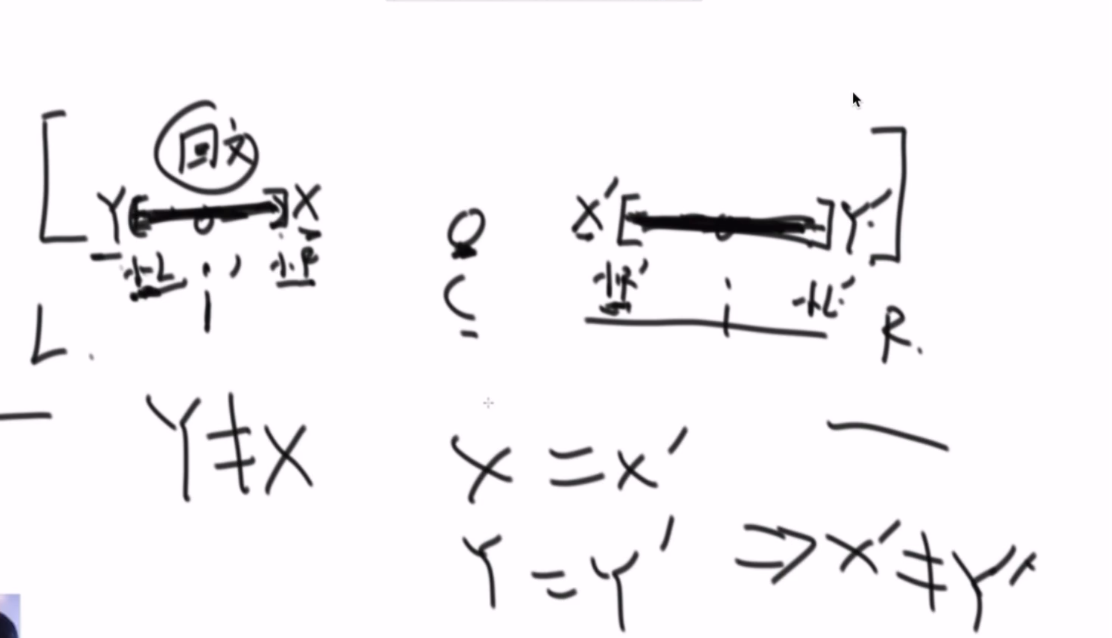 回文
Y [ ] X X' [ ] Y'
小L i' 小R 小R' i 小L'
L C R
Y ≠ X X = X'
Y = Y' ⇒ X' ≠ Y'